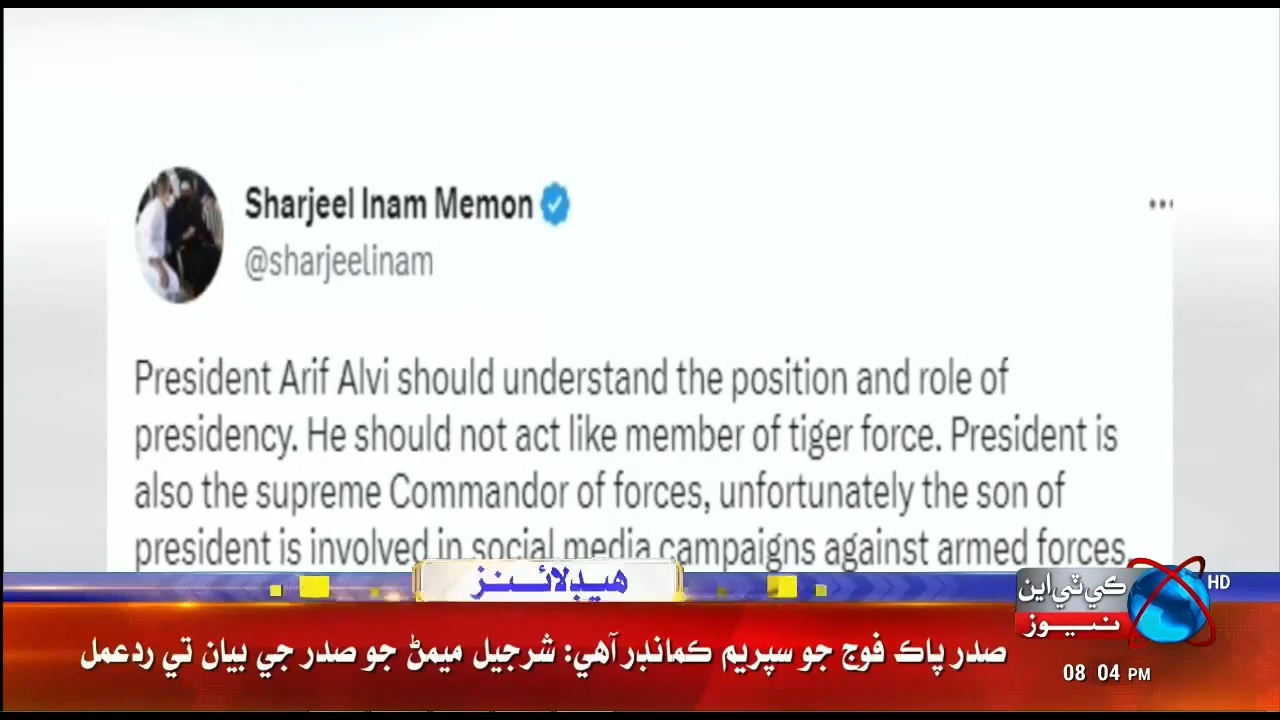 Sharjeel Inam Memon
@sharjeelinam
President Arif Alvi should understand the position and role of
presidency. He should not act like member of tiger force. President is
also the supreme Commandor of forces, unfortunately the son of
president is involved in social media campaigns against armed forces.
هيڊلائنز
ڪي ٽي اين
نيوز
HD
صدر پاڪ فوج جو سپريم ڪمانڊر آهي: شرجيل ميمڻ جو صدر جي بيان تي ردعمل
08 04 PM